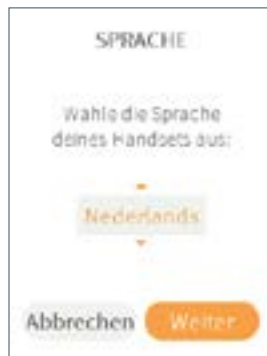 SPRACHE
Wähle die Sprache
deines Handsets aus:
Nederlands
Abbrechen Weiter